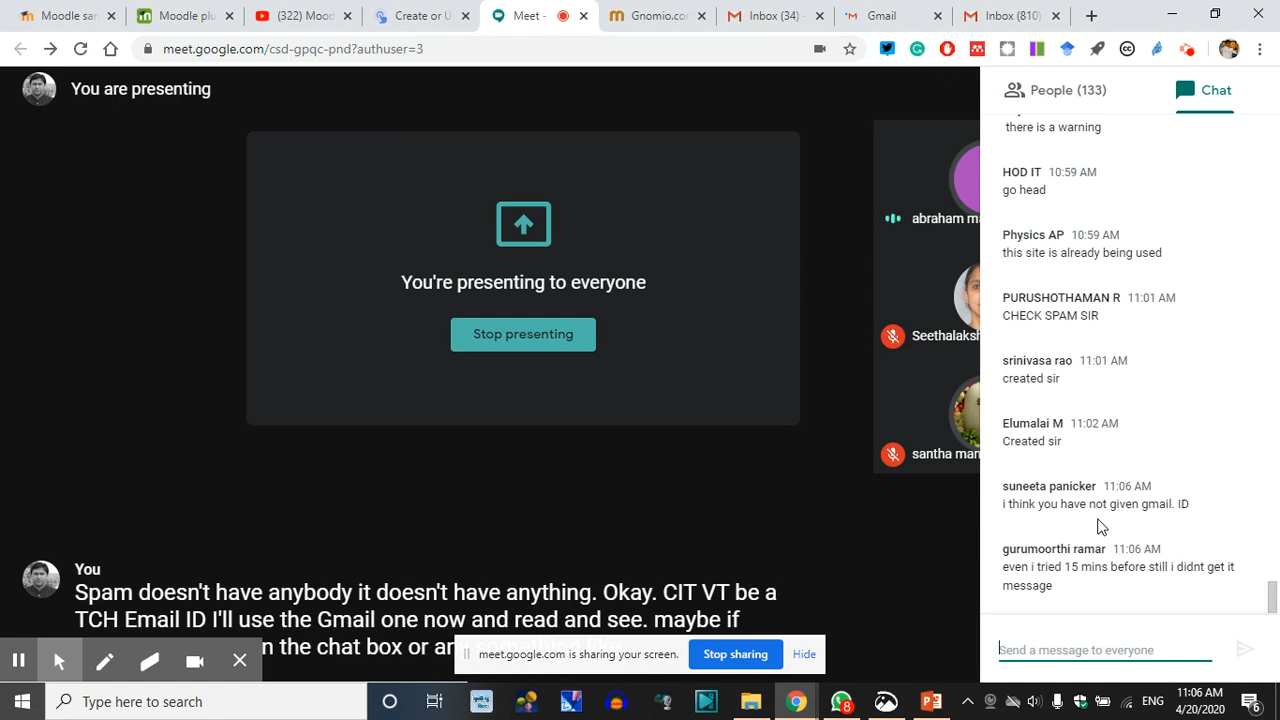 Moodle san
Moodle plu
(322) Mood
Create or U
Meet -
Gnomio.co
Inbox (34) -
Gmail
Inbox (810)
meet.google.com/csd-gpqc-pnd?authuser=3
You are presenting
People (133)
Chat
there is a warning
HOD IT 10:59 AM
go head
Physics AP 10:59 AM
this site is already being used
PURUSHOTHAMAN R 11:01 AM
CHECK SPAM SIR
srinivasa rao 11:01 AM
created sir
Elumalai M 11:02 AM
Created sir
suneeta panicker 11:06 AM
i think you have not given gmail. ID
gurumoorthi ramar 11:06 AM
even i tried 15 mins before still i didnt get it
message
Send a message to everyone
You're presenting to everyone
Stop presenting
abraham m
Seethalaksh
santha man
You
Spam doesn't have anybody it doesn't have anything. Okay. CIT VT be a
TCH Email ID I'll use the Gmail one now and read and see. maybe if
n the chat box or an
meet.google.com is sharing your screen.
Stop sharing
Hide
Type here to search
8
ENG
11:06 AM
4/20/2020
6